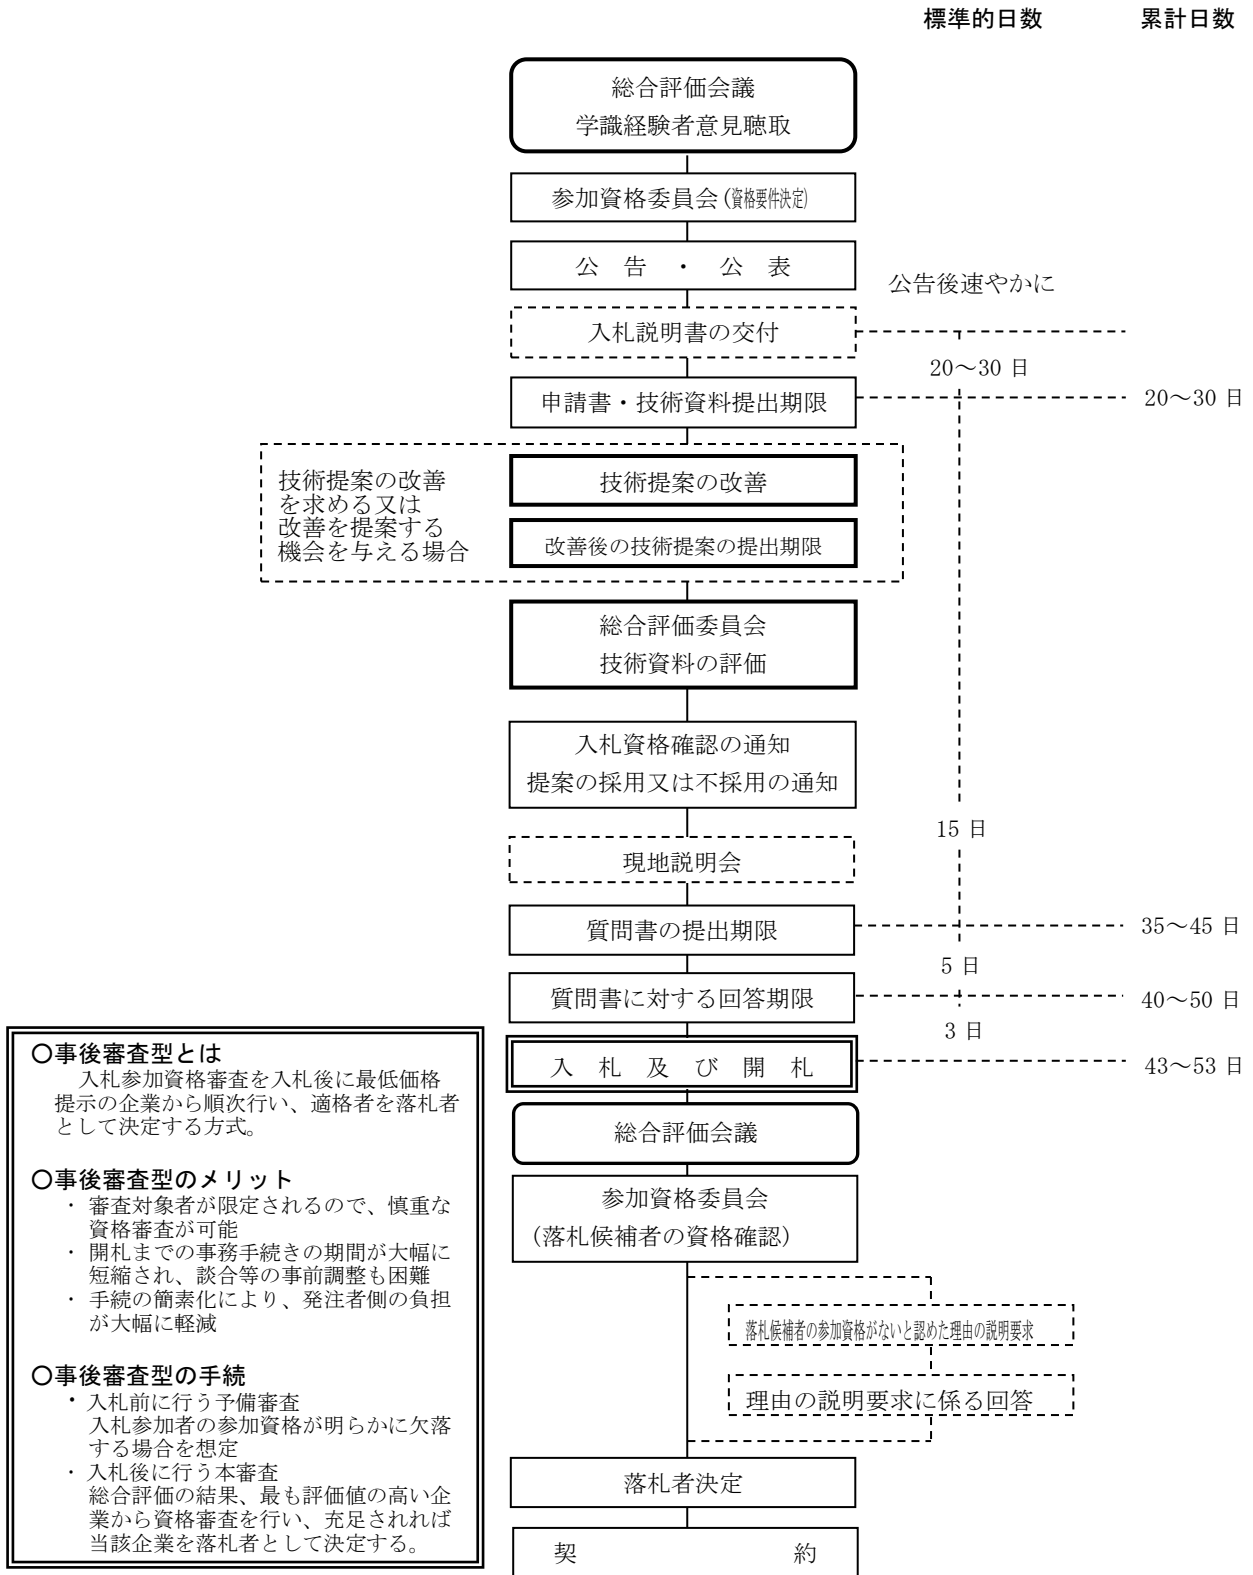 標準的日数　累計日数
総合評価会議
学識経験者意見聴取
参加資格委員会(資格要件決定)
公　告　・　公　表
公告後速やかに
入札説明書の交付
20～30 日
申請書・技術資料提出期限
20～30 日
技術提案の改善
を求める又は
改善を提案する
機会を与える場合
技術提案の改善
改善後の技術提案の提出期限
総合評価委員会
技術資料の評価
入札資格確認の通知
提案の採用又は不採用の通知
15 日
現地説明会
質問書の提出期限
35～45 日
5 日
質問書に対する回答期限
40～50 日
3 日
入　札　及　び　開　札
43～53 日
総合評価会議
参加資格委員会
(落札候補者の資格確認)
落札候補者の参加資格がないと認めた理由の説明要求
理由の説明要求に係る回答
落札者決定
契　　　　　　　　　約
〇事後審査型とは
入札参加資格審査を入札後に最低価格
提示の企業から順次行い、適格者を落札者
として決定する方式。
〇事後審査型のメリット
・ 審査対象者が限定されるので、慎重な
資格審査が可能
・ 開札までの事務手続きの期間が大幅に
短縮され、談合等の事前調整も困難
・ 手続の簡素化により、発注者側の負担
が大幅に軽減
〇事後審査型の手続
・ 入札前に行う予備審査
入札参加者の参加資格が明らかに欠落
する場合を想定
・ 入札後に行う本審査
総合評価の結果、最も評価値の高い企
業から資格審査を行い、充足されれば
当該企業を落札者として決定する。